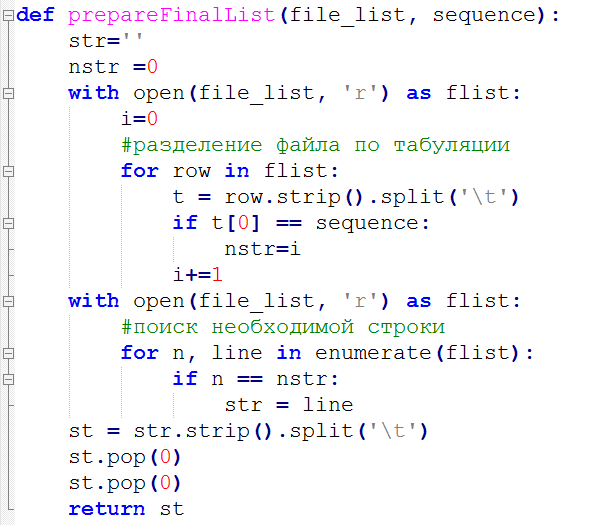 def prepareFinalList(file_list, sequence):
    str=''
    nstr =0
    with open(file_list, 'r') as flist:
        i=0
        #разделение файла по табуляции
        for row in flist:
            t = row.strip().split('\t')
            if t[0] == sequence:
                nstr=i
            i+=1
    with open(file_list, 'r') as flist:
        #поиск необходимой строки
        for n, line in enumerate(flist):
            if n == nstr:
                str = line
    st = str.strip().split('\t')
    st.pop(0)
    st.pop(0)
    return st